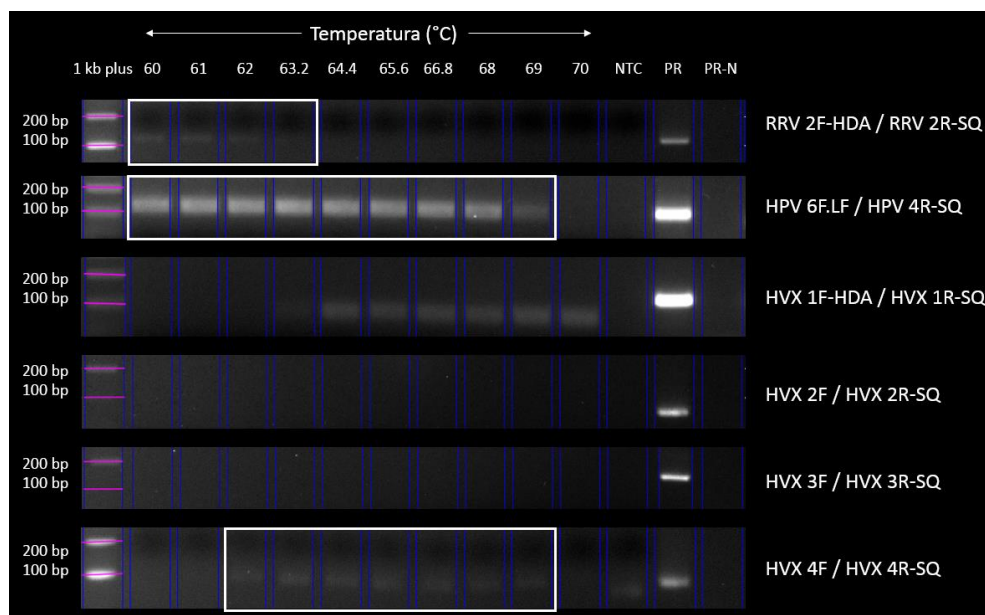 Temperatura (°C)
1 kb plus 60 61 62 63.2 64.4 65.6 66.8 68 69 70 NTC PR PR-N
200 bp
100 bp
RRV 2F-HDA / RRV 2R-SQ
200 bp
100 bp
HPV 6F.LF / HPV 4R-SQ
200 bp
100 bp
HVX 1F-HDA / HVX 1R-SQ
200 bp
100 bp
HVX 2F / HVX 2R-SQ
200 bp
100 bp
HVX 3F / HVX 3R-SQ
200 bp
100 bp
HVX 4F / HVX 4R-SQ